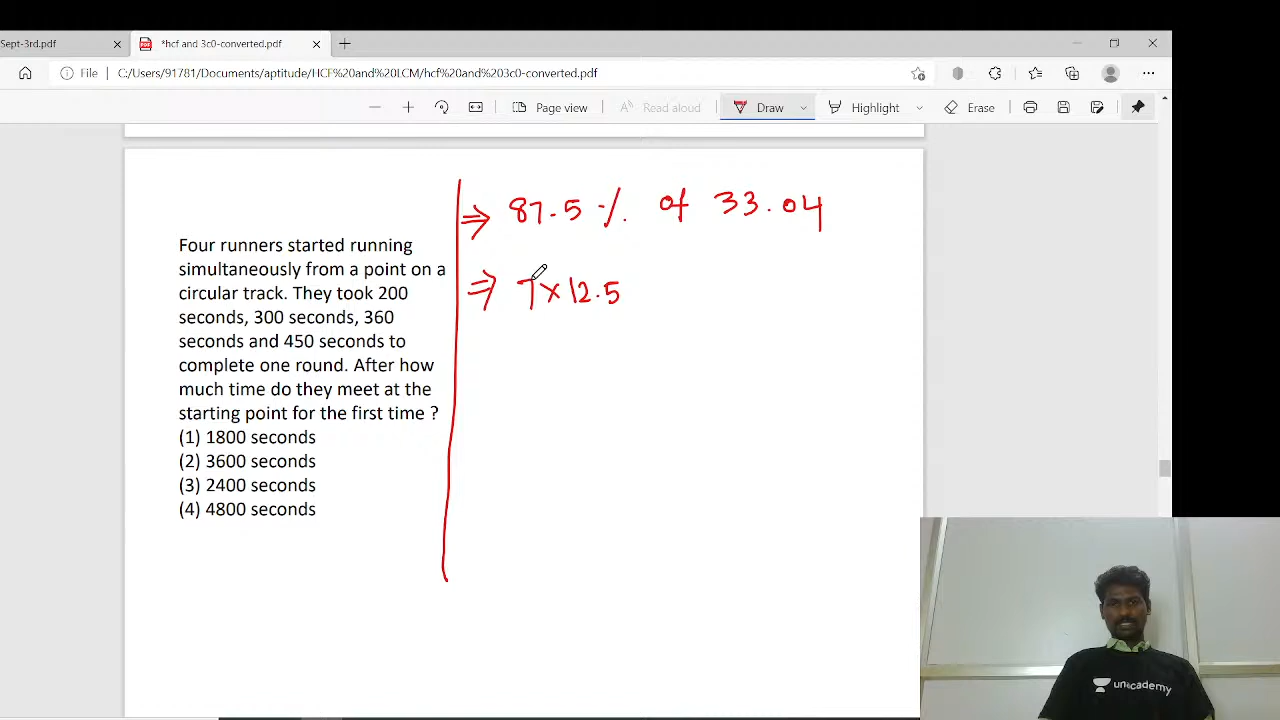 Sept-3rd.pdf
*hcf and 3c0-converted.pdf
File
C:/Users/91781/Documents/aptitude/HCF%20and%20LCM/hcf%20and%203c0-converted.pdf
Page view
Read aloud
Draw
Highlight
Erase
Four runners started running
simultaneously from a point on a
circular track. They took 200
seconds, 300 seconds, 360
seconds and 450 seconds to
complete one round. After how
much time do they meet at the
starting point for the first time ?
(1) 1800 seconds
(2) 3600 seconds
(3) 2400 seconds
(4) 4800 seconds
⇒ 87.5 % of 33.04
⇒ 7×12.5
unacademy